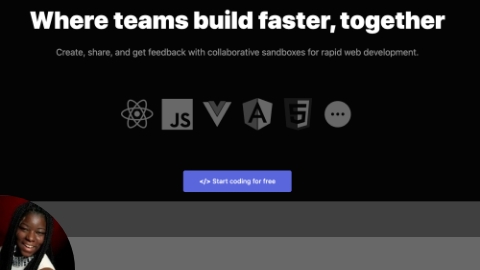 Where teams build faster, together
Create, share, and get feedback with collaborative sandboxes for rapid web development.
JS
5
</> Start coding for free